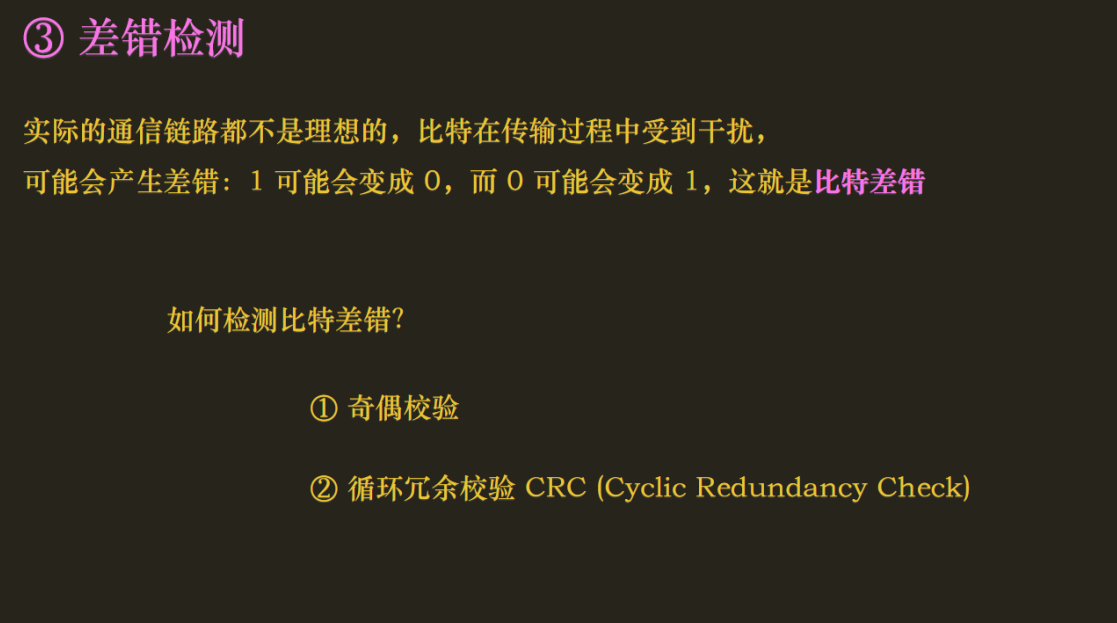 ③ 差错检测
实际的通信链路都不是理想的，比特在传输过程中受到干扰，
可能会产生差错：1 可能会变成 0，而 0 可能会变成 1，这就是比特差错
如何检测比特差错？
① 奇偶校验
② 循环冗余校验 CRC (Cyclic Redundancy Check)